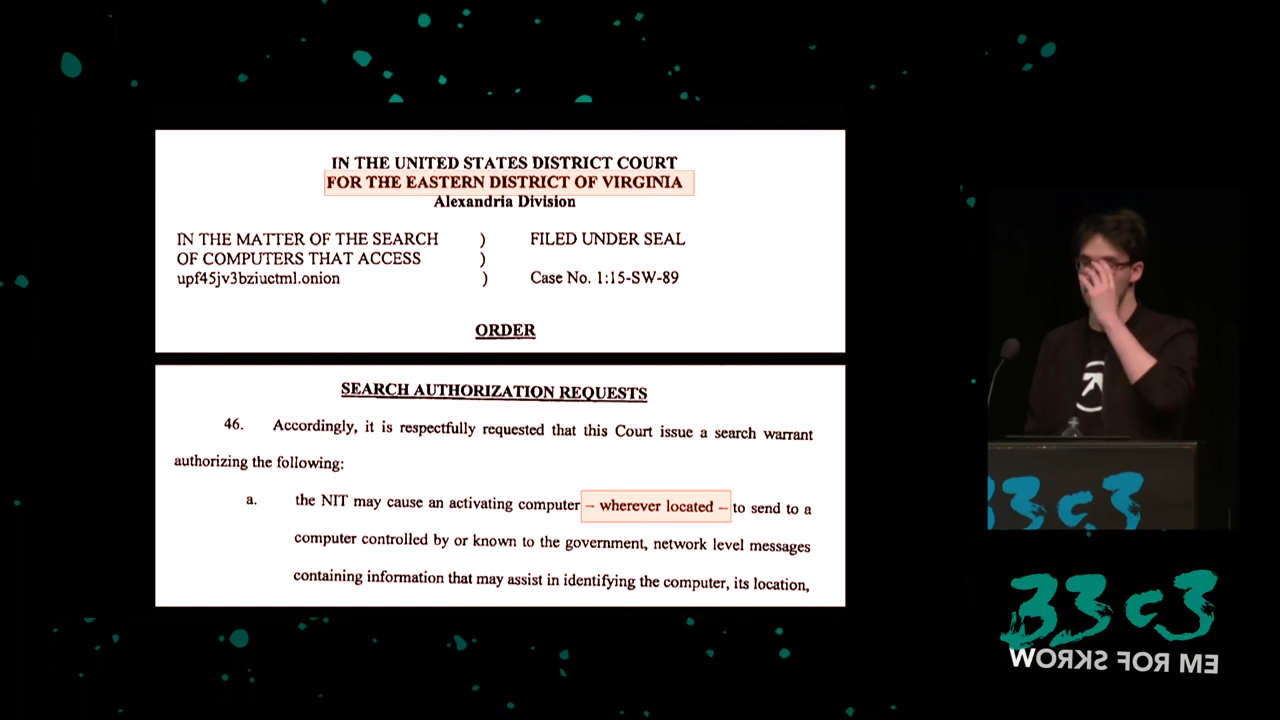 IN THE UNITED STATES DISTRICT COURT
FOR THE EASTERN DISTRICT OF VIRGINIA
Alexandria Division
IN THE MATTER OF THE SEARCH ) FILED UNDER SEAL
OF COMPUTERS THAT ACCESS )
upf45jv3bziuctml.onion ) Case No. 1:15-SW-89
ORDER
SEARCH AUTHORIZATION REQUESTS
46. Accordingly, it is respectfully requested that this Court issue a search warrant
authorizing the following:
a. the NIT may cause an activating computer – wherever located – to send to a
computer controlled by or known to the government, network level messages
containing information that may assist in identifying the computer, its location,
33c3
33c3
WORKS FOR ME